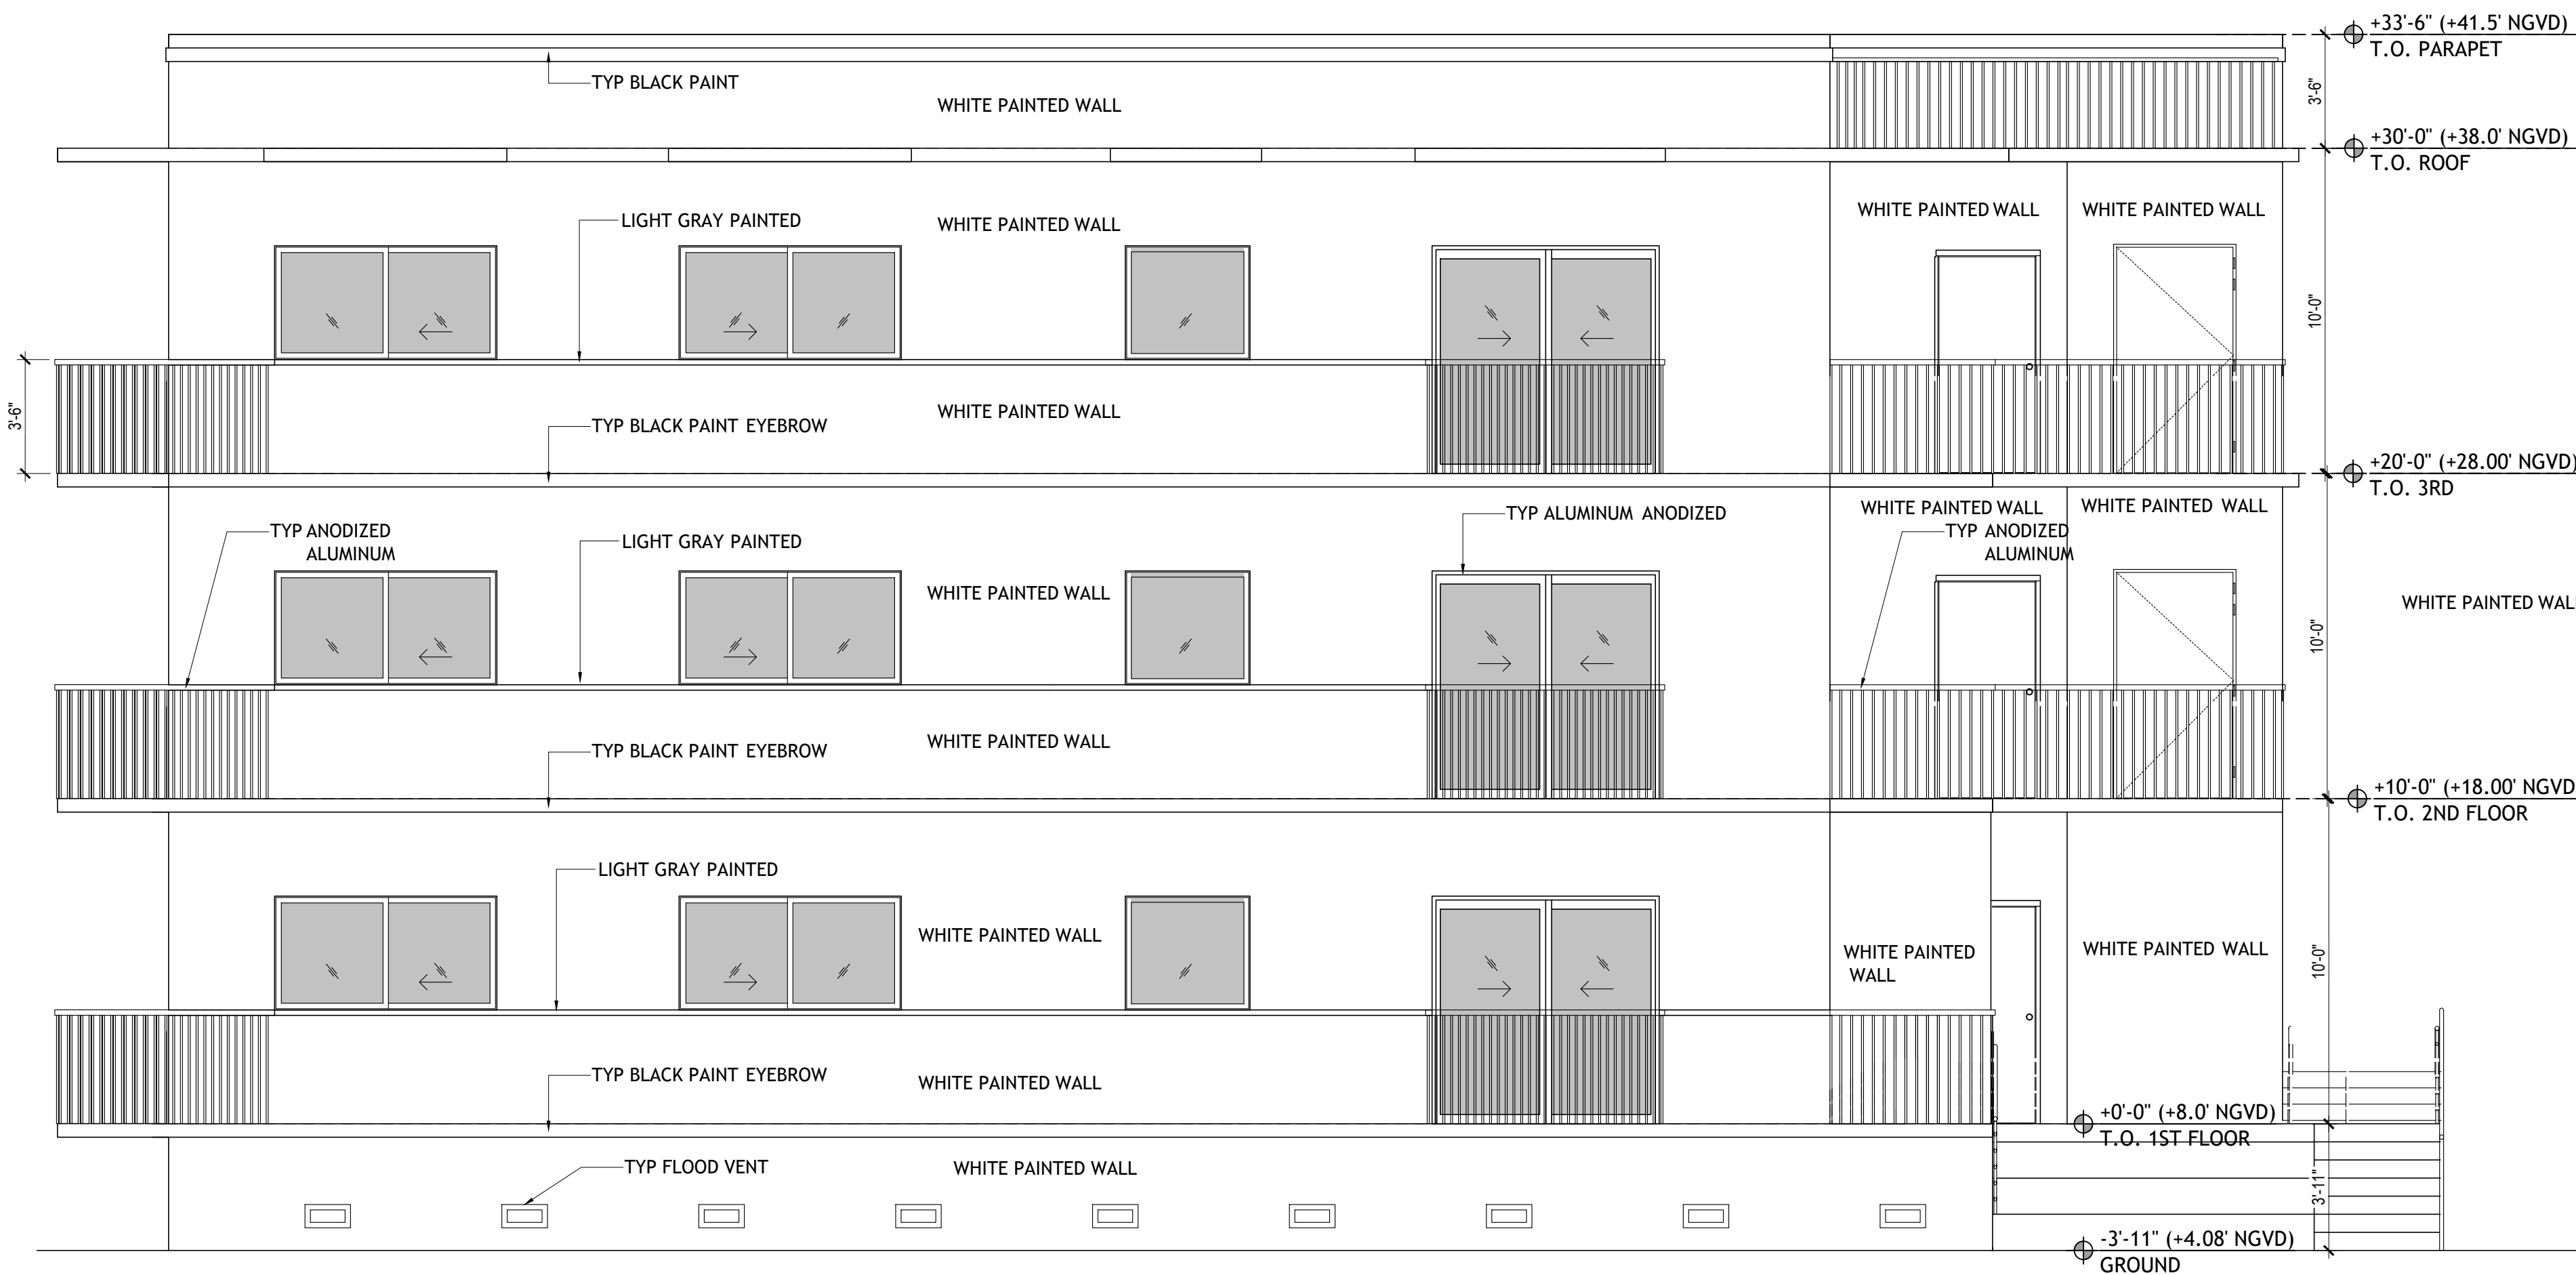 +33'-6" (+41.5' NGVD)
T.O. PARAPET
TYP BLACK PAINT
WHITE PAINTED WALL
3'-6"
+30'-0" (+38.0' NGVD)
T.O. ROOF
LIGHT GRAY PAINTED
WHITE PAINTED WALL
WHITE PAINTED WALL
WHITE PAINTED WALL
10'-0"
3'-6"
WHITE PAINTED WALL
TYP BLACK PAINT EYEBROW
+20'-0" (+28.00' NGVD)
T.O. 3RD
TYP ANODIZED
ALUMINUM
LIGHT GRAY PAINTED
TYP ALUMINUM ANODIZED
WHITE PAINTED WALL
WHITE PAINTED WALL
TYP ANODIZED
ALUMINUM
WHITE PAINTED WALL
WHITE PAINTED WAL
10'-0"
WHITE PAINTED WALL
TYP BLACK PAINT EYEBROW
+10'-0" (+18.00' NGVD
T.O. 2ND FLOOR
LIGHT GRAY PAINTED
WHITE PAINTED WALL
WHITE PAINTED
WALL
WHITE PAINTED WALL
10'-0"
TYP BLACK PAINT EYEBROW
WHITE PAINTED WALL
+0'-0" (+8.0' NGVD)
T.O. 1ST FLOOR
TYP FLOOD VENT
WHITE PAINTED WALL
3'-11"
-3'-11" (+4.08' NGVD)
GROUND